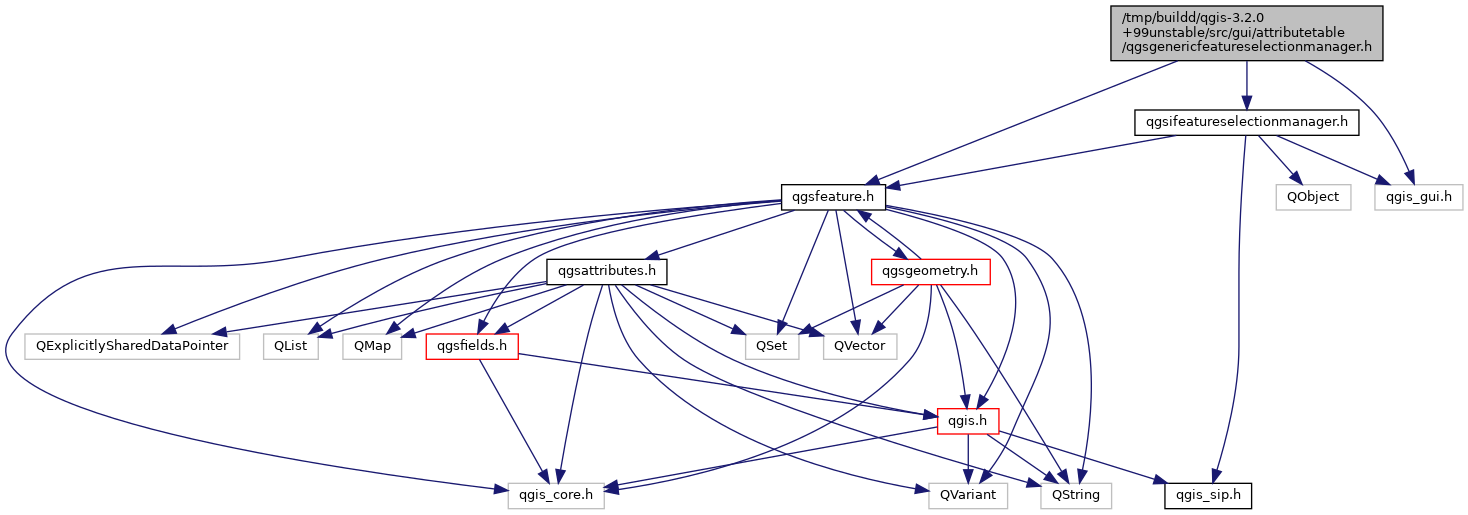 /tmp/buildd/qgis-3.2.0
+99unstable/src/gui/attributetable
/qgsgenericfeatureselectionmanager.h
qgsifeatureselectionmanager.h
qgsfeature.h
QObject
qgis_gui.h
qgsattributes.h
qgsgeometry.h
QExplicitlySharedDataPointer
QList
QMap
qgsfields.h
QSet
QVector
qgis.h
qgis_core.h
QVariant
QString
qgis_sip.h